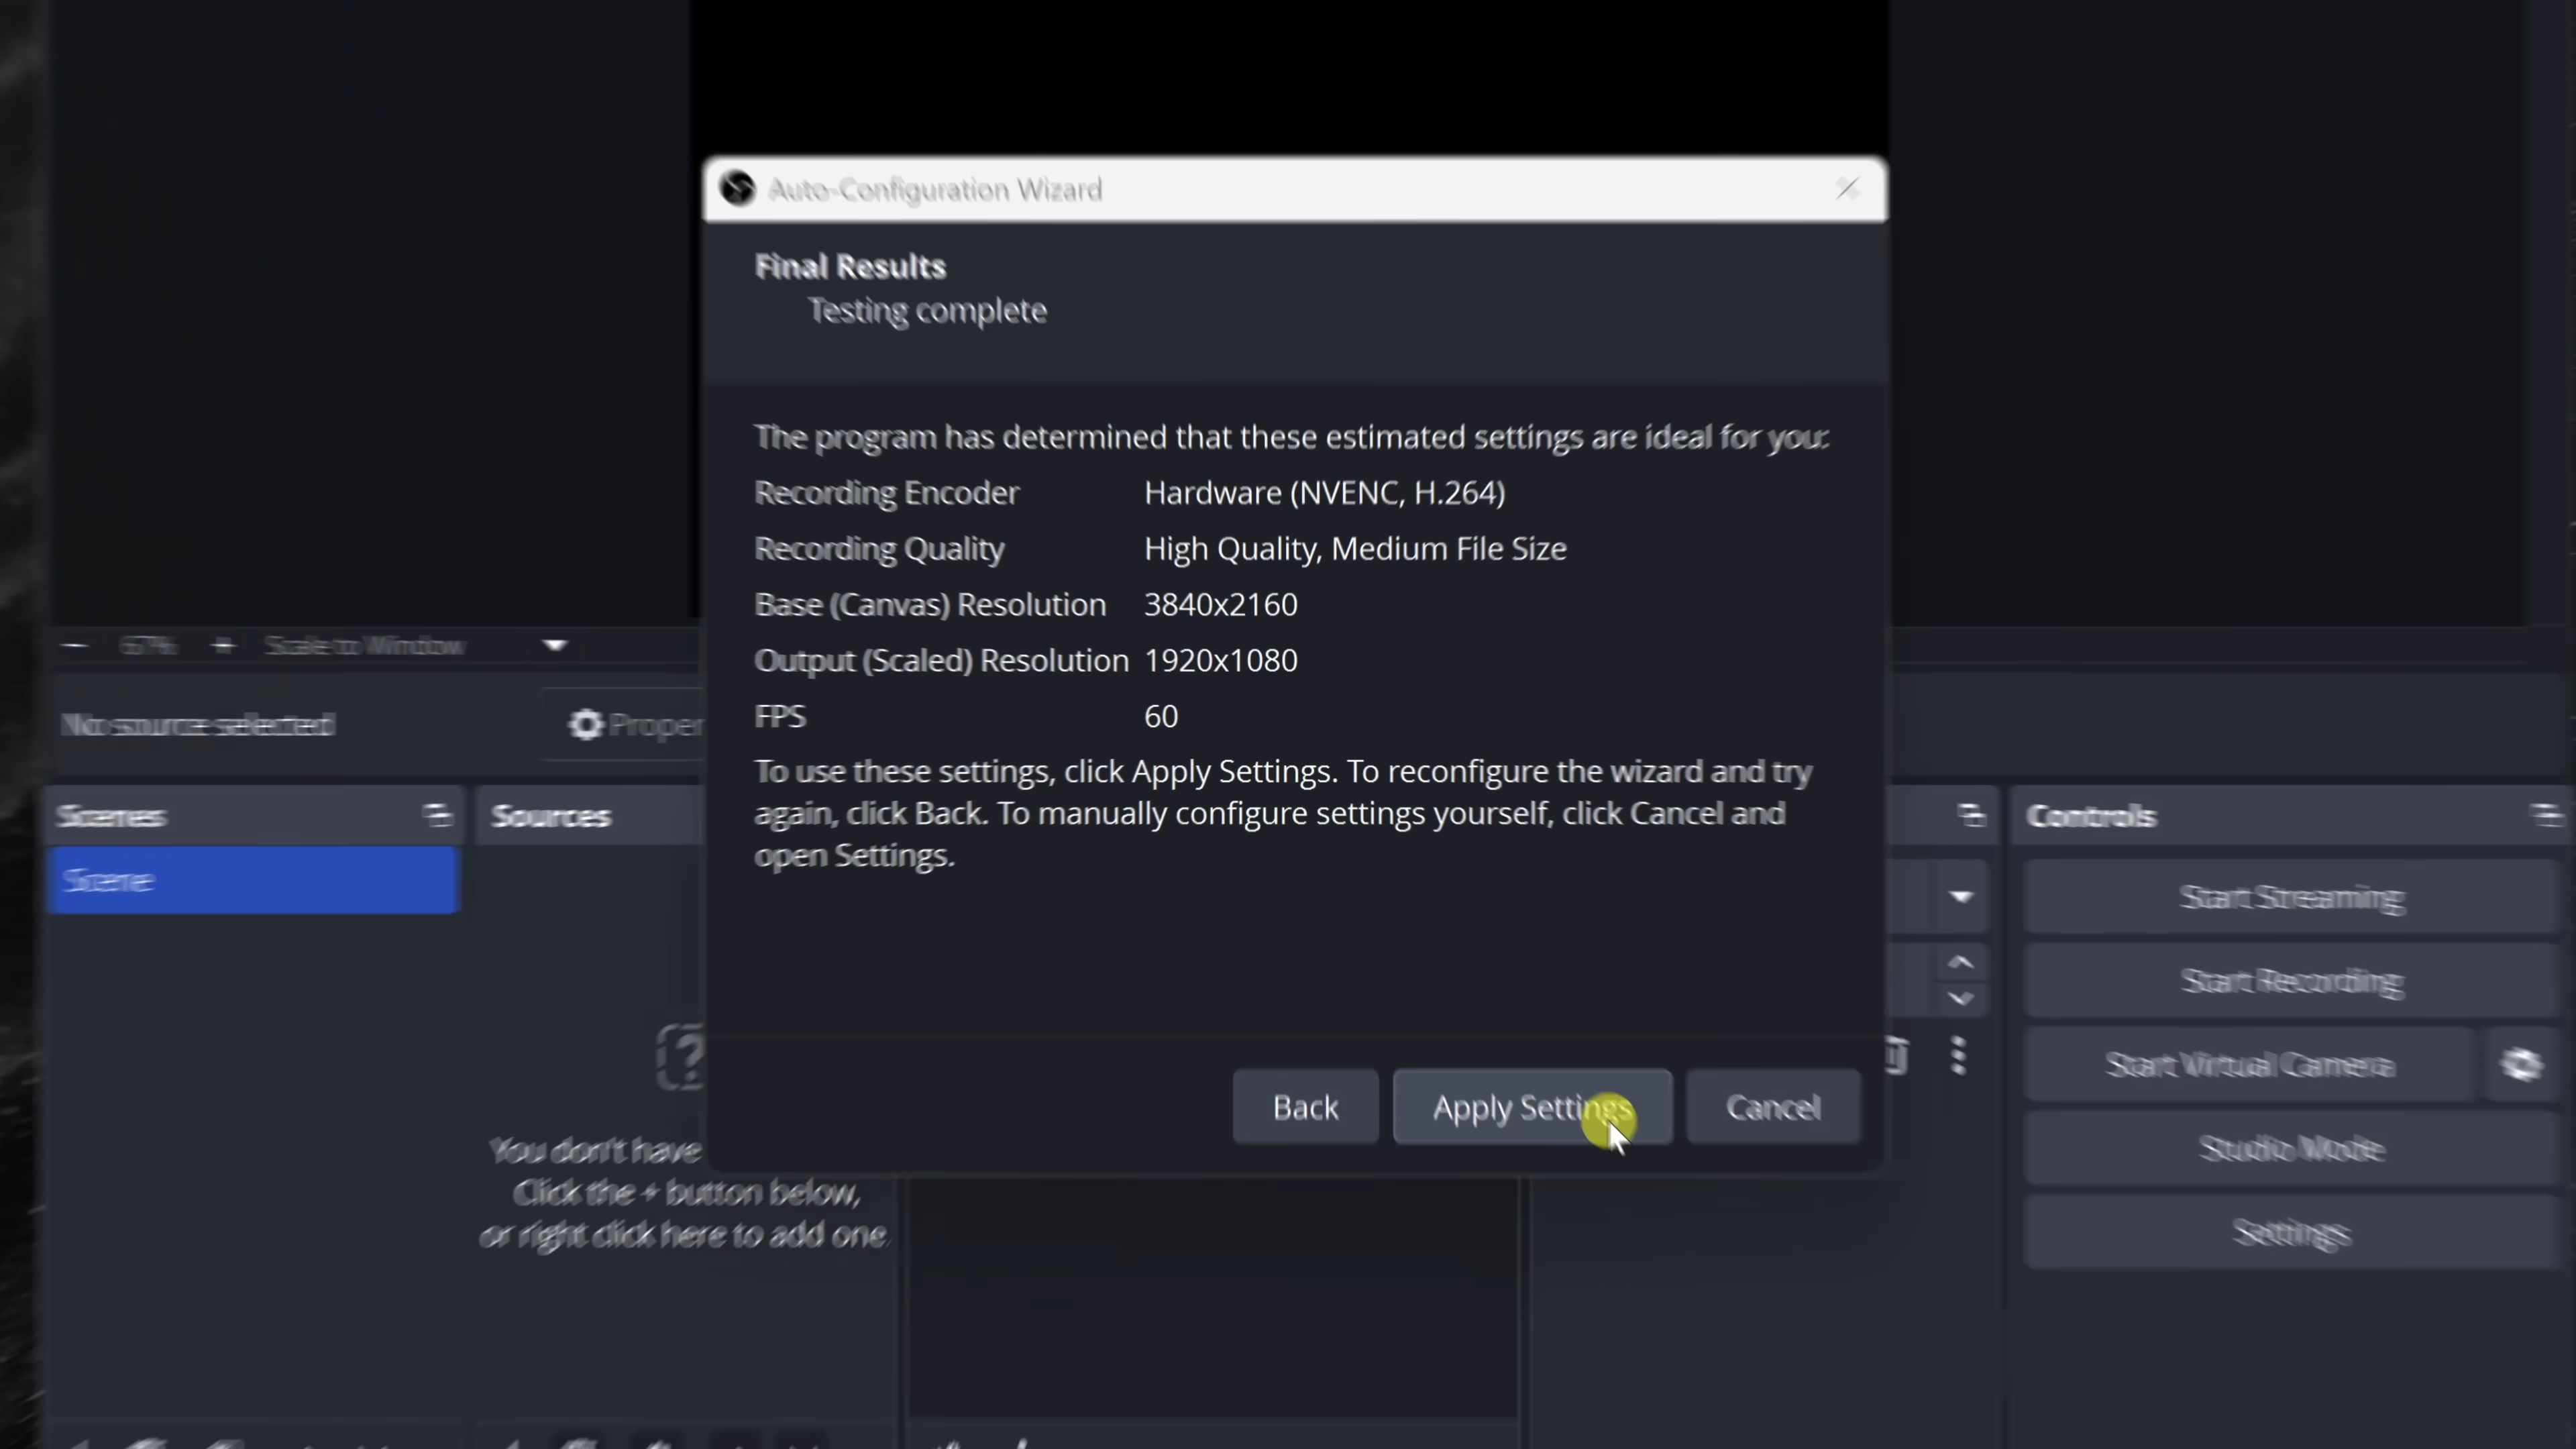 Auto-Configuration Wizard
Final Results
Testing complete
The program has determined that these estimated settings are ideal for you:
Recording Encoder Hardware (NVENC, H.264)
Recording Quality High Quality, Medium File Size
Base (Canvas) Resolution 3840x2160
Output (Scaled) Resolution 1920x1080
FPS 60
To use these settings, click Apply Settings. To reconfigure the wizard and try
again, click Back. To manually configure settings yourself, click Cancel and
open Settings.
Back Apply Settings Cancel
67% Scale to Window
No source selected Proper
Scenes
Scene
Sources
You don't have
Click the + button below,
or right click here to add one.
Controls
Start Streaming
Start Recording
Start Virtual Camera
Studio Mode
Settings